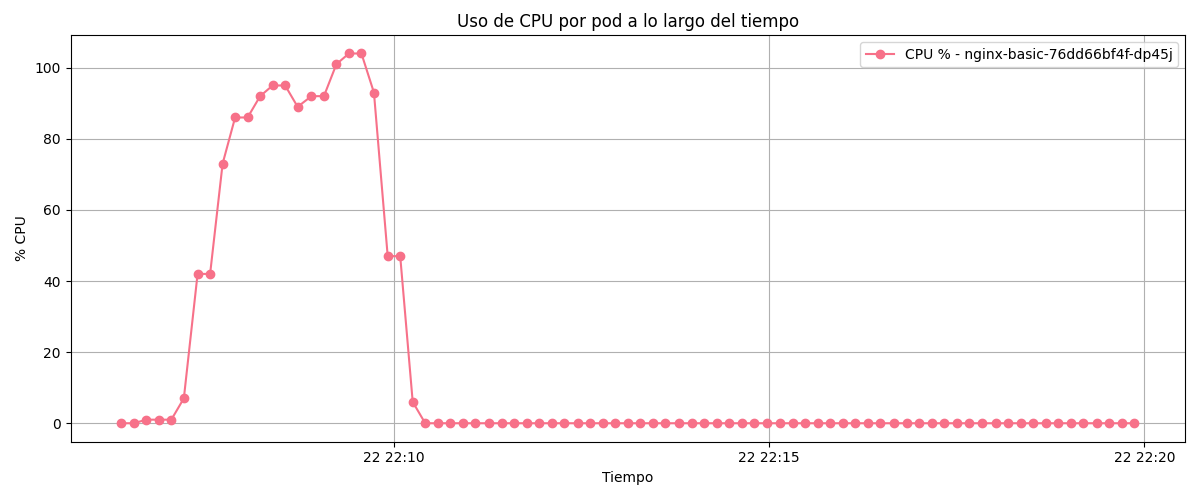 Uso de CPU por pod a lo largo del tiempo
CPU % - nginx-basic-76dd66bf4f-dp45j
% CPU
100
80
60
40
20
0
22 22:10
22 22:15
22 22:20
Tiempo